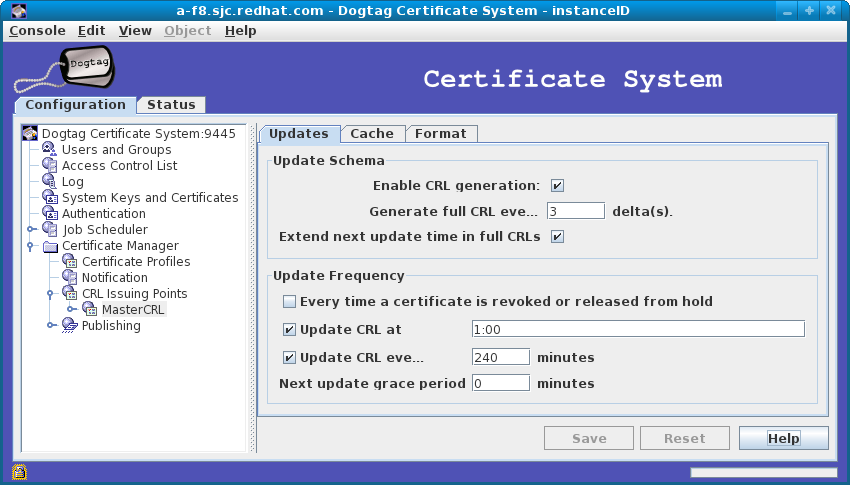 a-f8.sjc.redhat.com - Dogtag Certificate System - instanceID
Console Edit View Object Help
Dogtag
Certificate System
Configuration Status
Dogtag Certificate System:9445
Users and Groups
Access Control List
Log
System Keys and Certificates
Authentication
Job Scheduler
Certificate Manager
Certificate Profiles
Notification
CRL Issuing Points
MasterCRL
Publishing
Updates Cache Format
Update Schema
Enable CRL generation:
Generate full CRL eve... 3 delta(s).
Extend next update time in full CRLs
Update Frequency
Every time a certificate is revoked or released from hold
Update CRL at 1:00
Update CRL eve... 240 minutes
Next update grace period 0 minutes
Save Reset Help